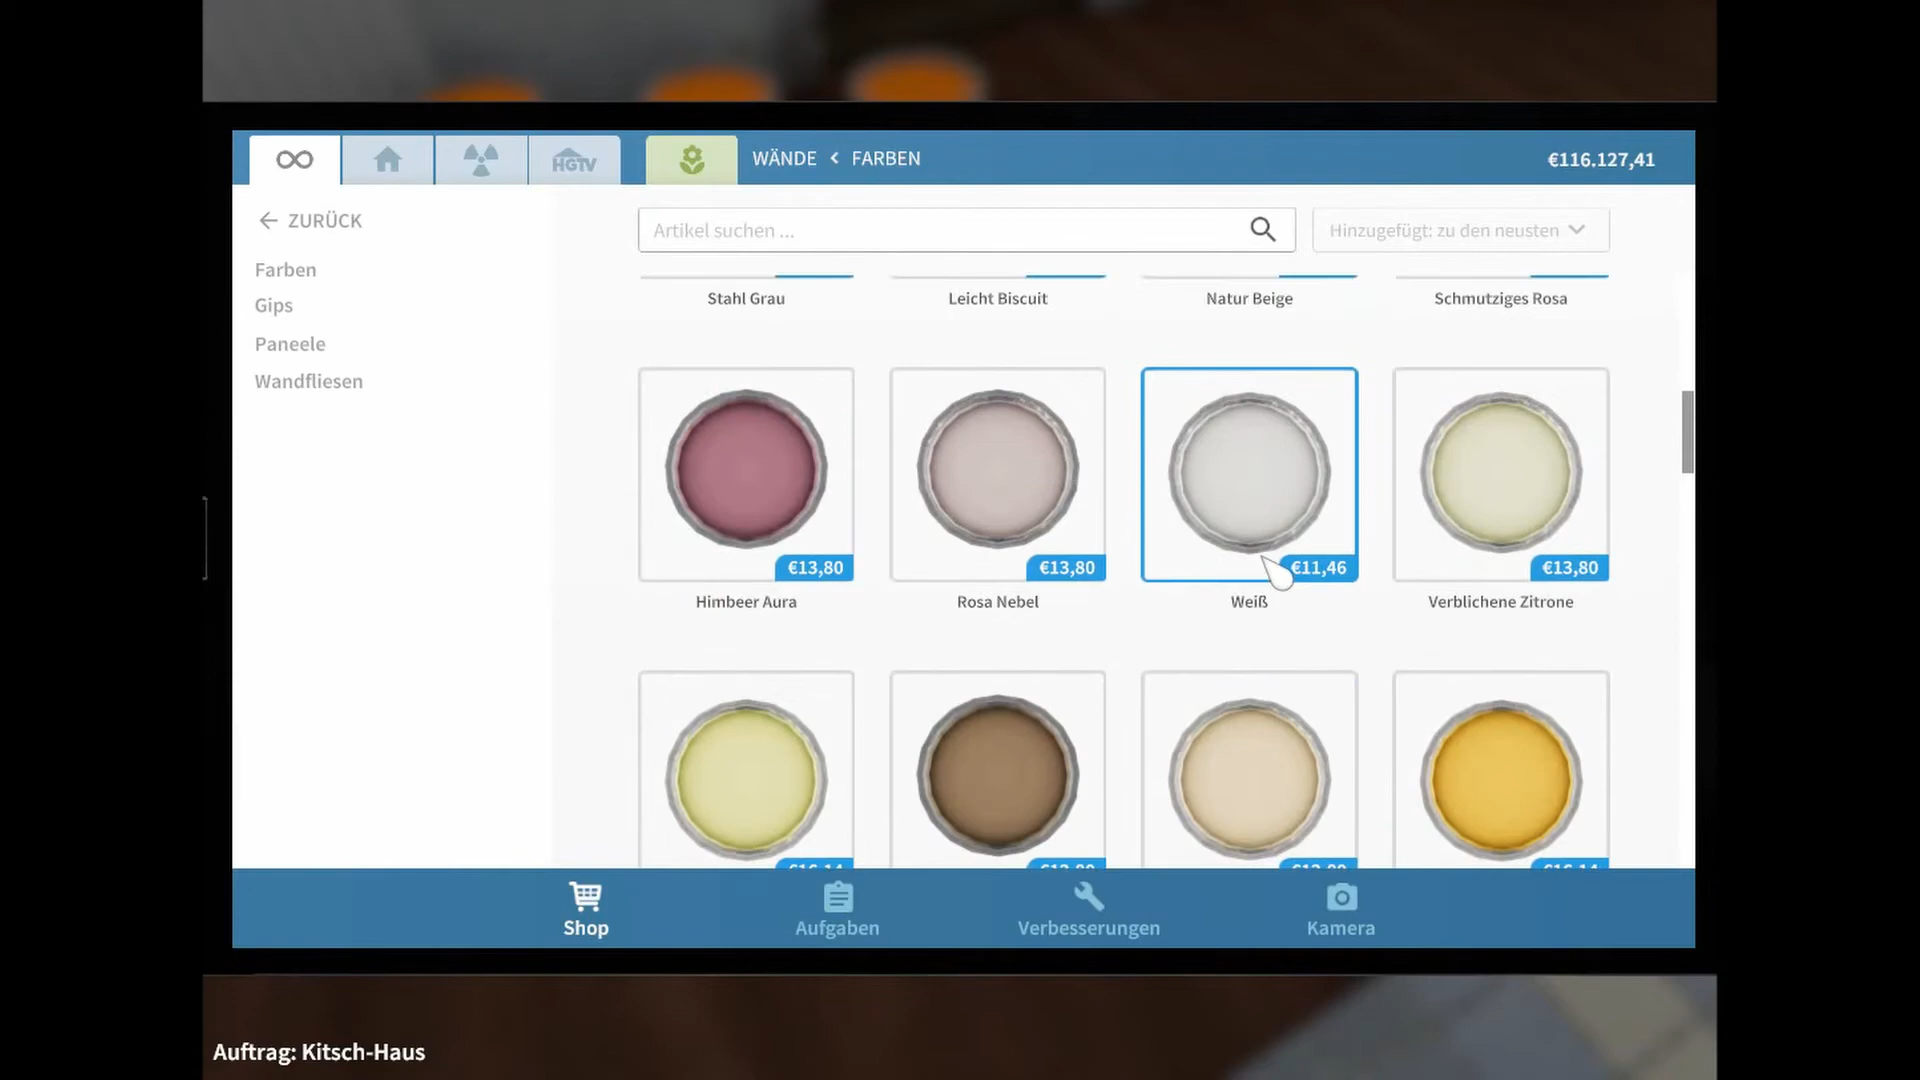 HGTV
WÄNDE < FARBEN
€116.127,41
ZURÜCK
Farben
Gips
Paneele
Wandfliesen
Artikel suchen ...
Hinzugefügt: zu den neusten
Stahl Grau
Leicht Biscuit
Natur Beige
Schmutziges Rosa
€13,80
€13,80
€11,46
€13,80
Himbeer Aura
Rosa Nebel
Weiß
Verblichene Zitrone
Shop
Aufgaben
Verbesserungen
Kamera
Auftrag: Kitsch-Haus